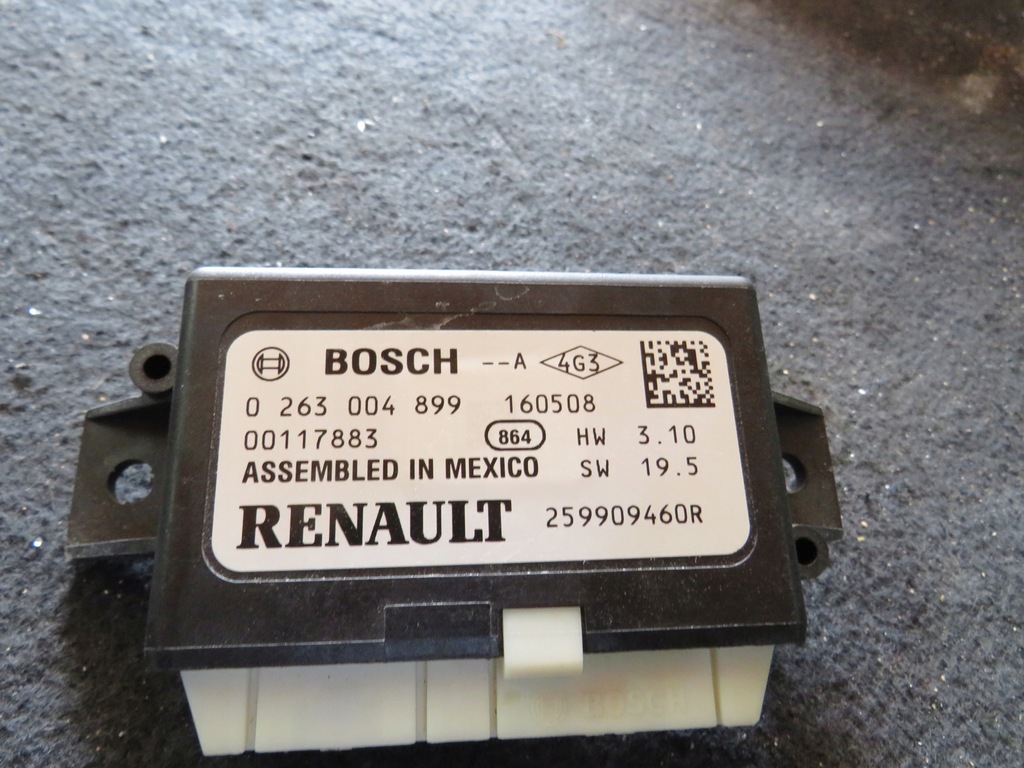 BOSCH --A 4G3
0 263 004 899 160508
00117883 864 HW 3.10
ASSEMBLED IN MEXICO SW 19.5
RENAULT 259909460R
BOSCH